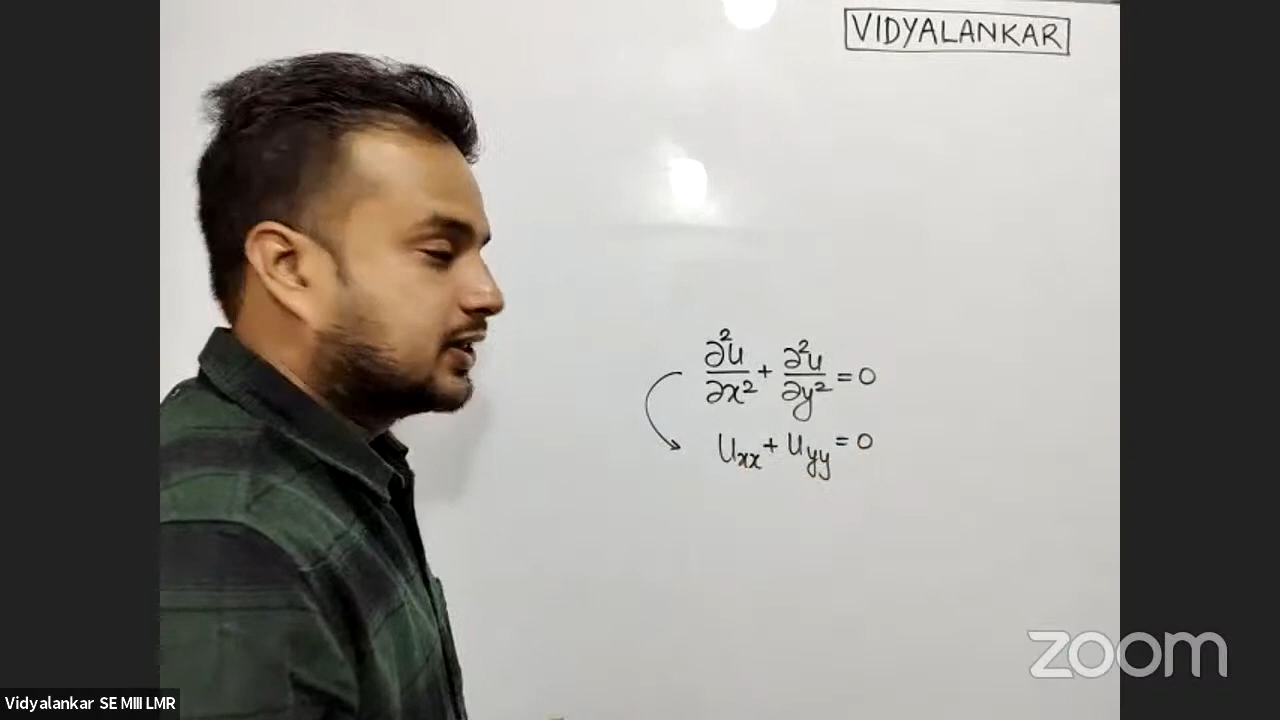 VIDYALANKAR
∂²u/∂x² + ∂²u/∂y² = 0
uxx + uyy = 0
zoom
Vidyalankar SE MIII LMR